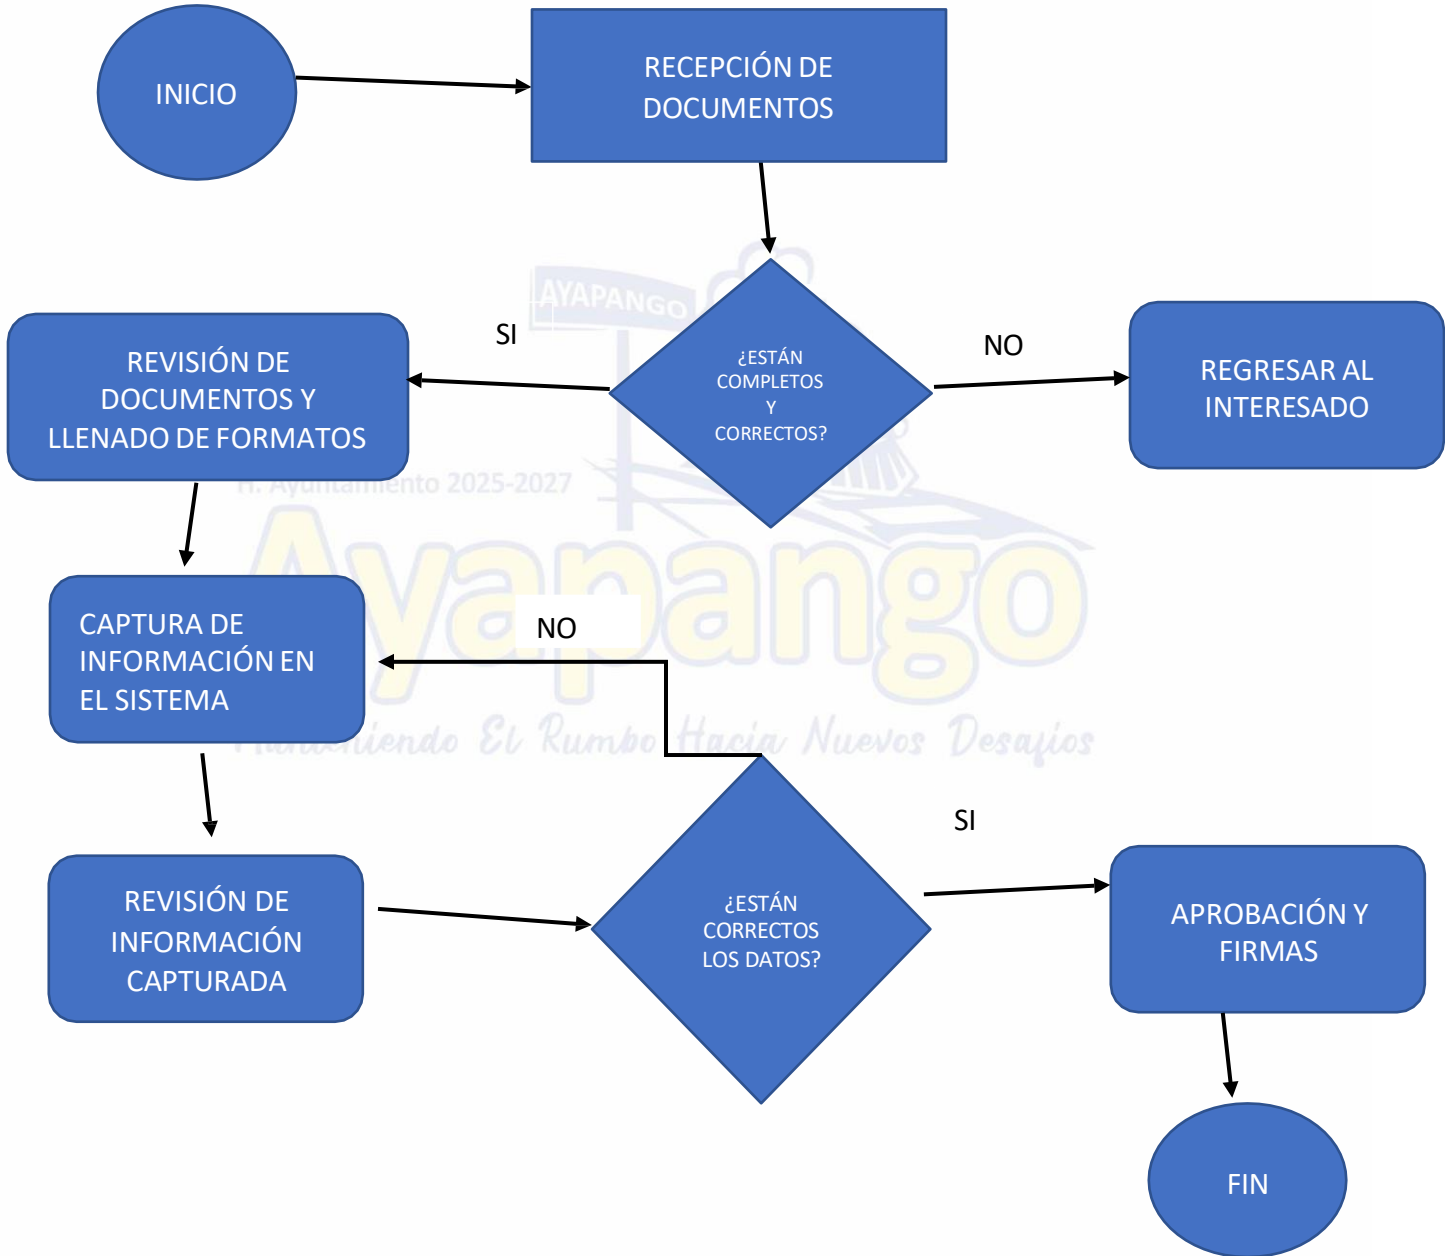 INICIO
RECEPCIÓN DE
DOCUMENTOS
AYAPANGO
SI
¿ESTÁN
COMPLETOS
Y
CORRECTOS?
NO
REVISIÓN DE
DOCUMENTOS Y
LLENADO DE FORMATOS
REGRESAR AL
INTERESADO
H. Ayuntamiento 2025-2027
Ayapango
CAPTURA DE
INFORMACIÓN EN
EL SISTEMA
NO
Manteniendo El Rumbo Hacia Nuevos Desafíos
SI
REVISIÓN DE
INFORMACIÓN
CAPTURADA
¿ESTÁN
CORRECTOS
LOS DATOS?
APROBACIÓN Y
FIRMAS
FIN